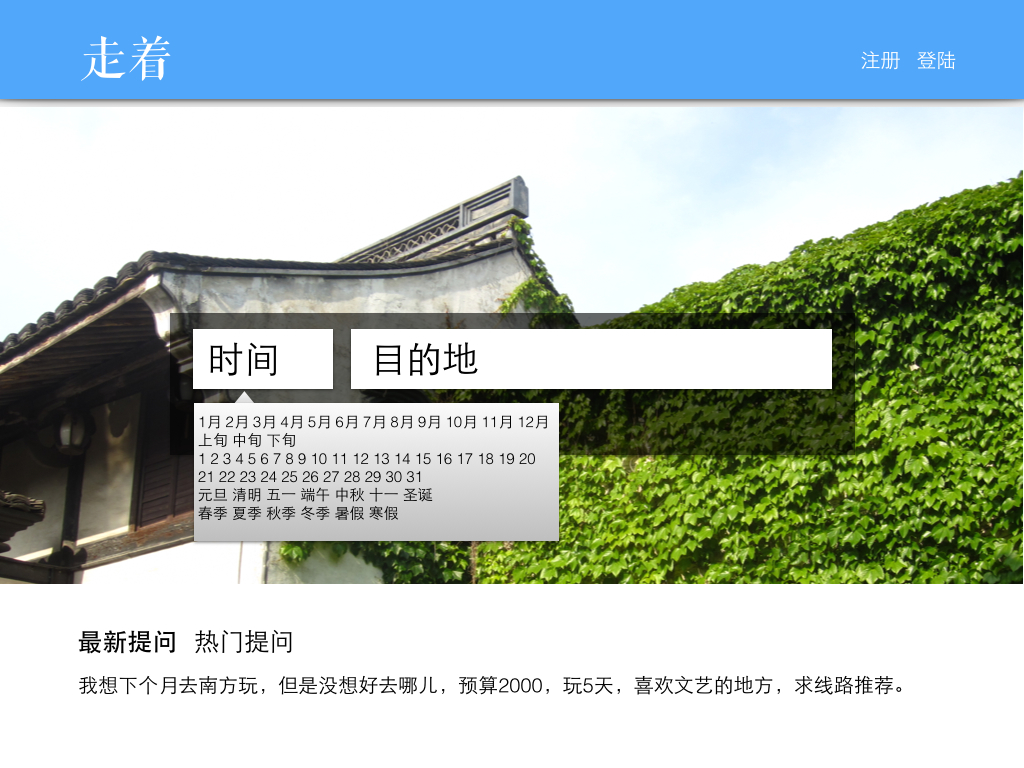 走着
注册 登陆
时间 目的地
1月 2月 3月 4月 5月 6月 7月 8月 9月 10月 11月 12月
上旬 中旬 下旬
1 2 3 4 5 6 7 8 9 10 11 12 13 14 15 16 17 18 19 20
21 22 23 24 25 26 27 28 29 30 31
元旦 清明 五一 端午 中秋 十一 圣诞
春季 夏季 秋季 冬季 暑假 寒假
最新提问 热门提问
我想下个月去南方玩，但是没想好去哪儿，预算2000，玩5天，喜欢文艺的地方，求线路推荐。